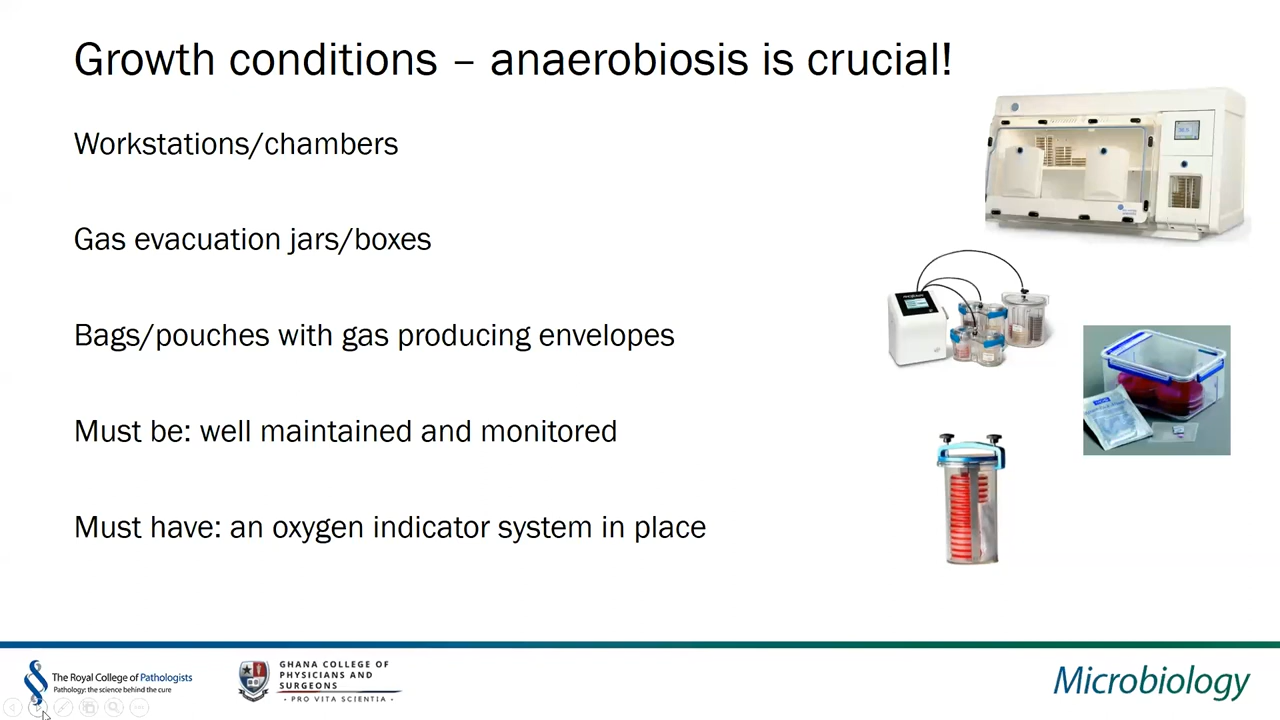 Growth conditions – anaerobiosis is crucial!
Workstations/chambers
Gas evacuation jars/boxes
Bags/pouches with gas producing envelopes
Must be: well maintained and monitored
Must have: an oxygen indicator system in place
The Royal College of Pathologists
Pathology: the science behind the cure
GHANA COLLEGE OF
PHYSICIANS AND
SURGEONS
• PRO VITA SCIENTIA •
Microbiology